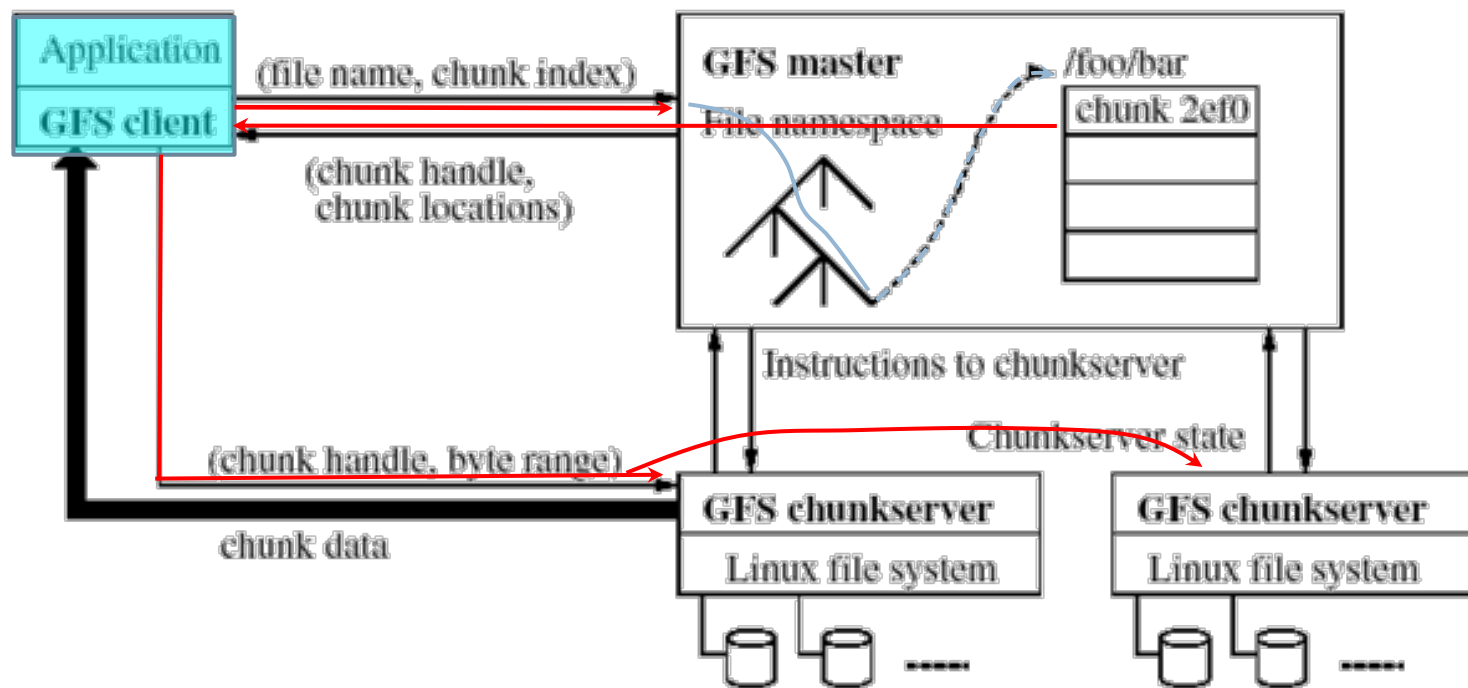 Application
GFS client
(file name, chunk index)
(chunk handle,
chunk locations)
GFS master
File namespace
/foo/bar
chunk 2ef0
Instructions to chunkserver
Chunkserver state
(chunk handle, byte range)
chunk data
GFS chunkserver
Linux file system
GFS chunkserver
Linux file system